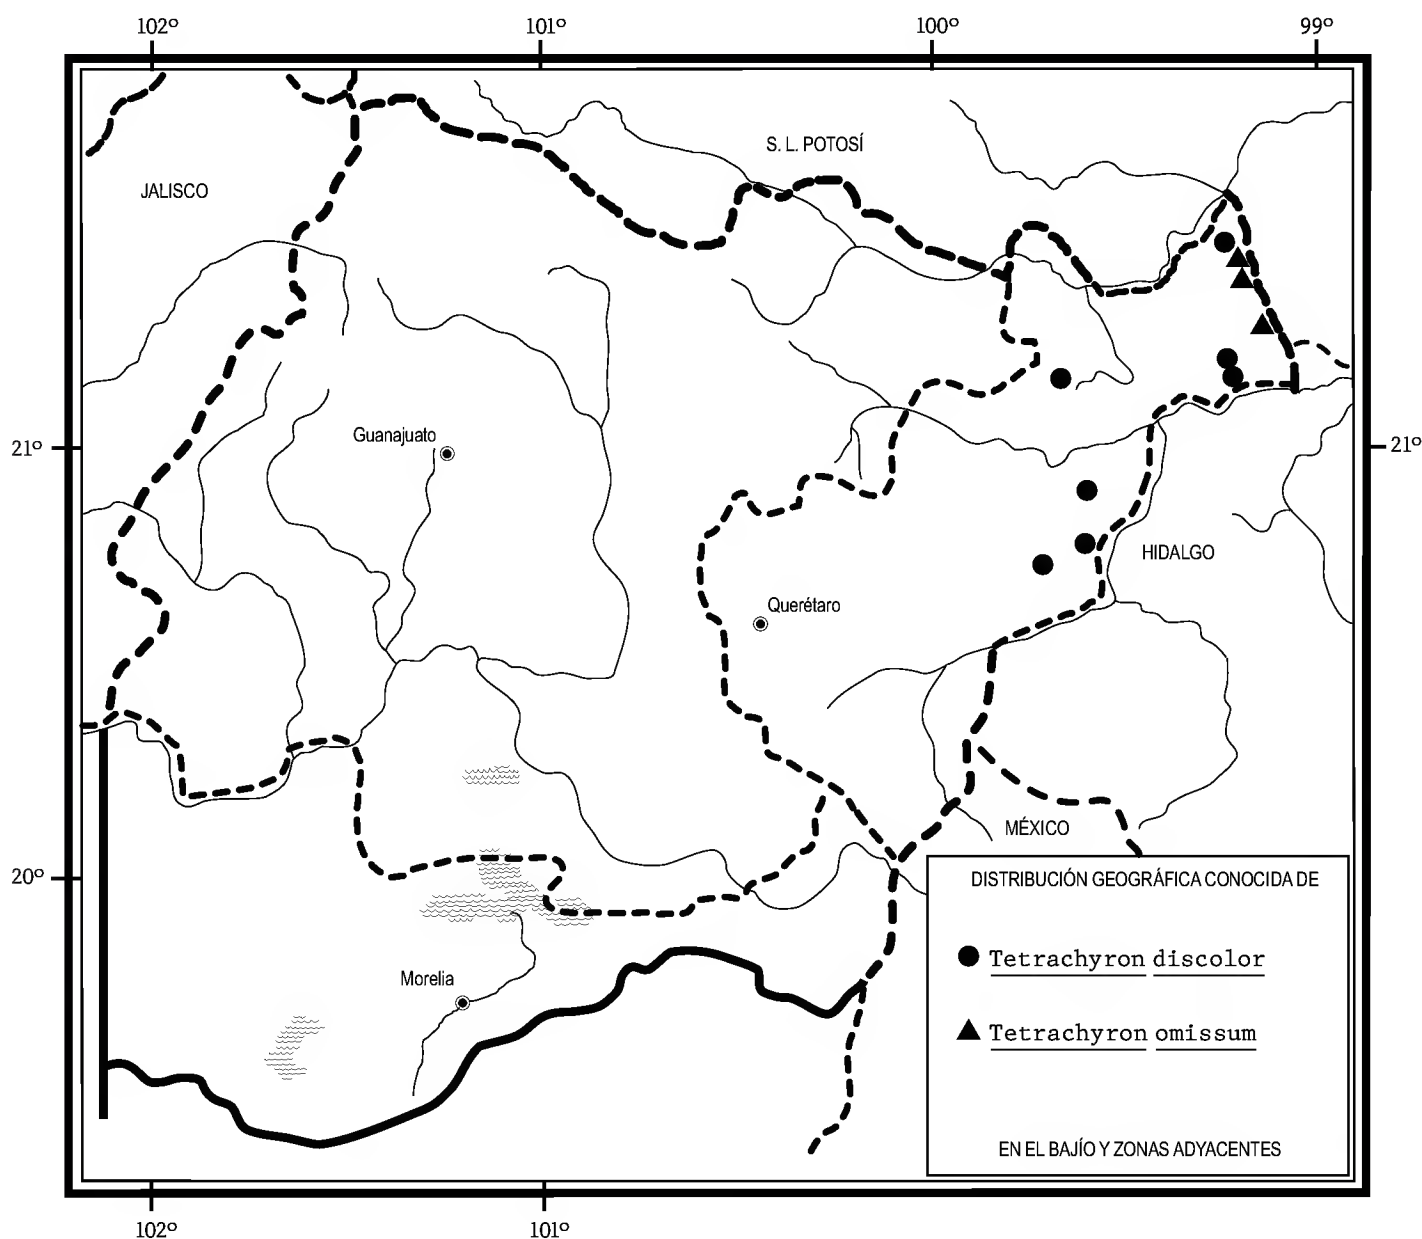 102º 101º 100º 99º
S. L. POTOSÍ
JALISCO
Guanajuato
21º 21º
HIDALGO
Querétaro
MÉXICO
20º
DISTRIBUCIÓN GEOGRÁFICA CONOCIDA DE
Tetrachyron discolor
Morelia
Tetrachyron omissum
EN EL BAJÍO Y ZONAS ADYACENTES
102º 101º